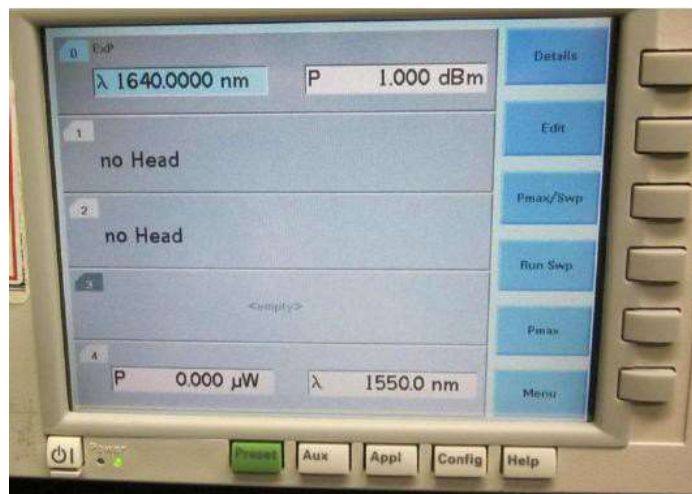 0
λ 1640.0000 nm P 1.000 dBm
Details
1
no Head
Edit
2
no Head
Pmax/Swp
3
<empty>
Run Swp
4
P 0.000 µW λ 1550.0 nm
Pmax
Menu
Power
Preset Aux Appl Config Help